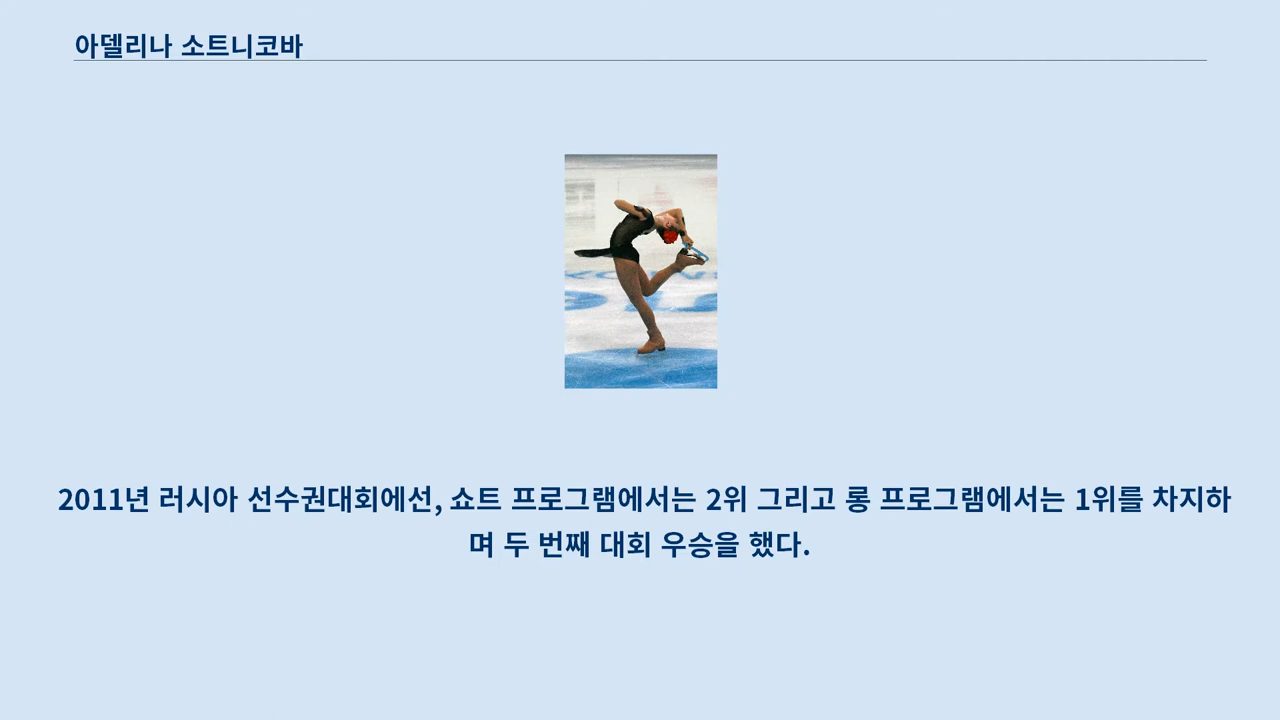 아델리나 소트니코바
2011년 러시아 선수권대회에선, 쇼트 프로그램에서는 2위 그리고 롱 프로그램에서는 1위를 차지하
며 두 번째 대회 우승을 했다.